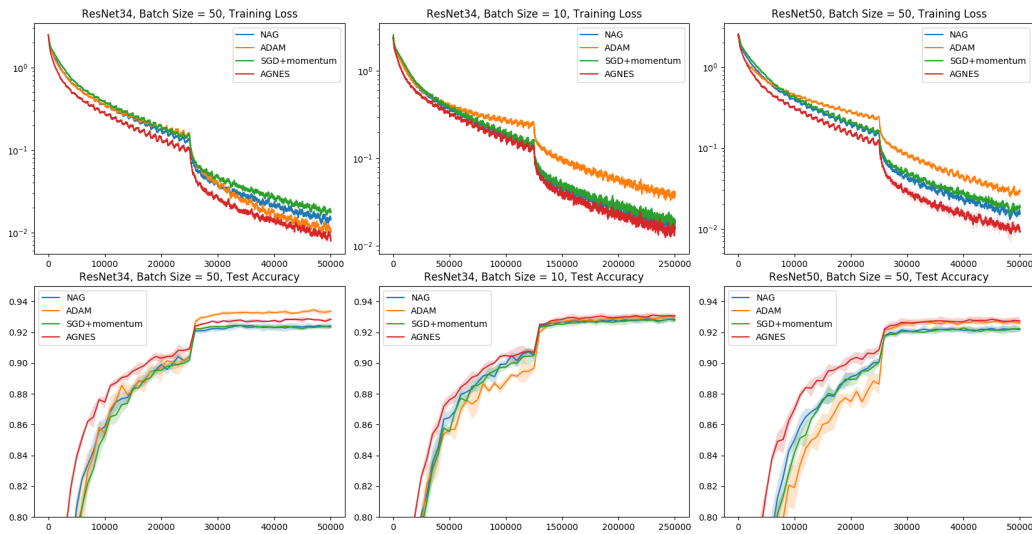 ResNet34, Batch Size = 50, Training Loss
10⁰
10⁻¹
10⁻²
0 10000 20000 30000 40000 50000
NAG
ADAM
SGD+momentum
AGNES
ResNet34, Batch Size = 10, Training Loss
10⁰
10⁻¹
10⁻²
0 50000 100000 150000 200000 250000
NAG
ADAM
SGD+momentum
AGNES
ResNet50, Batch Size = 50, Training Loss
10⁰
10⁻¹
10⁻²
0 10000 20000 30000 40000 50000
NAG
ADAM
SGD+momentum
AGNES
ResNet34, Batch Size = 50, Test Accuracy
0.94
0.92
0.90
0.88
0.86
0.84
0.82
0.80
0 10000 20000 30000 40000 50000
NAG
ADAM
SGD+momentum
AGNES
ResNet34, Batch Size = 10, Test Accuracy
0.94
0.92
0.90
0.88
0.86
0.84
0.82
0.80
0 50000 100000 150000 200000 250000
NAG
ADAM
SGD+momentum
AGNES
ResNet50, Batch Size = 50, Test Accuracy
0.94
0.92
0.90
0.88
0.86
0.84
0.82
0.80
0 10000 20000 30000 40000 50000
NAG
ADAM
SGD+momentum
AGNES